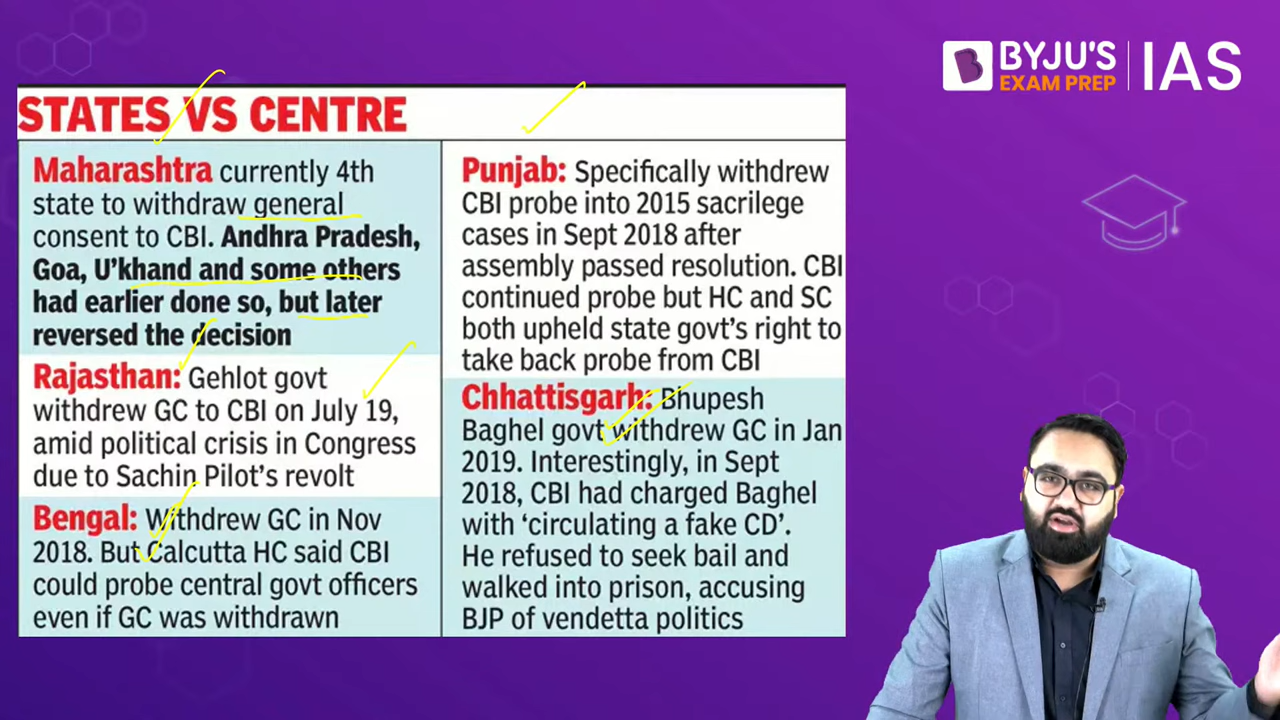 STATES VS CENTRE
Maharashtra currently 4th
state to withdraw general
consent to CBI. Andhra Pradesh,
Goa, U'khand and some others
had earlier done so, but later
reversed the decision
Rajasthan: Gehlot govt
withdrew GC to CBI on July 19,
amid political crisis in Congress
due to Sachin Pilot's revolt
Bengal: Withdrew GC in Nov
2018. But Calcutta HC said CBI
could probe central govt officers
even if GC was withdrawn
Punjab: Specifically withdrew
CBI probe into 2015 sacrilege
cases in Sept 2018 after
assembly passed resolution. CBI
continued probe but HC and SC
both upheld state govt's right to
take back probe from CBI
Chhattisgarh: Bhupesh
Baghel govt withdrew GC in Jan
2019. Interestingly, in Sept
2018, CBI had charged Baghel
with 'circulating a fake CD'.
He refused to seek bail and
walked into prison, accusing
BJP of vendetta politics
BYJU'S
EXAM PREP
IAS